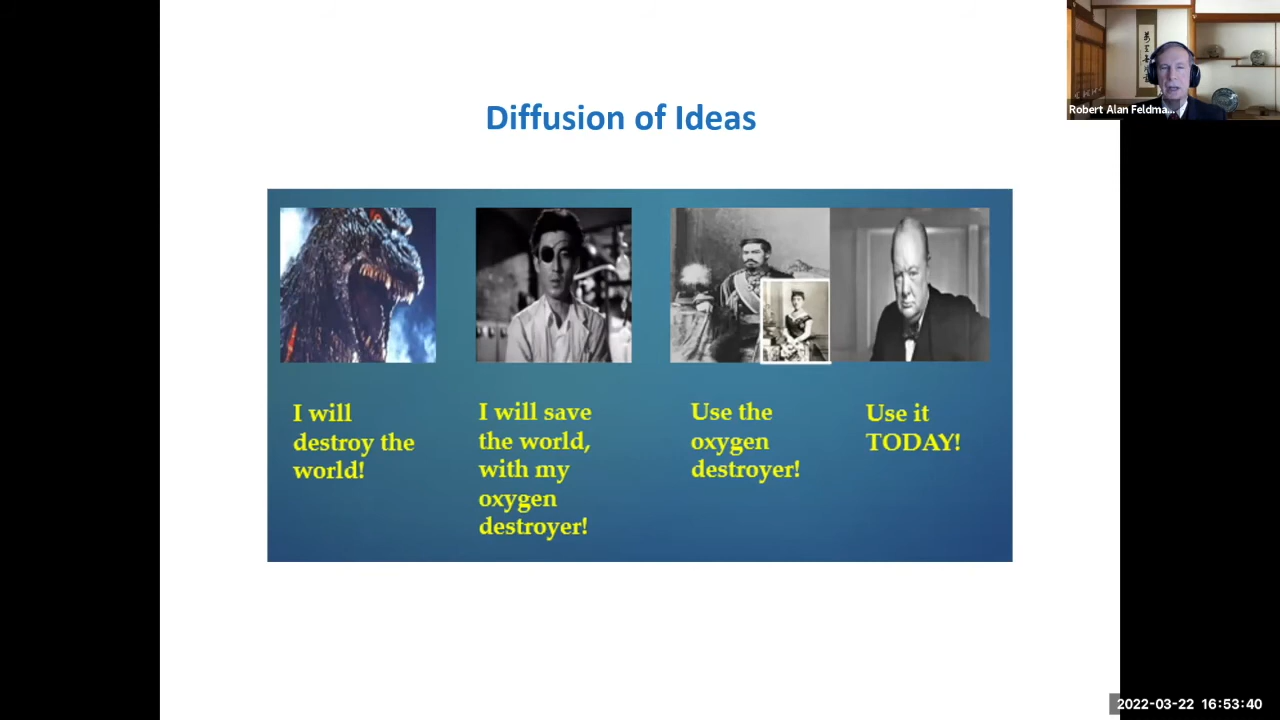 Diffusion of Ideas
I will
destroy the
world!
I will save
the world,
with my
oxygen
destroyer!
Use the
oxygen
destroyer!
Use it
TODAY!
Robert Alan Feldma...
2022-03-22 16:53:40